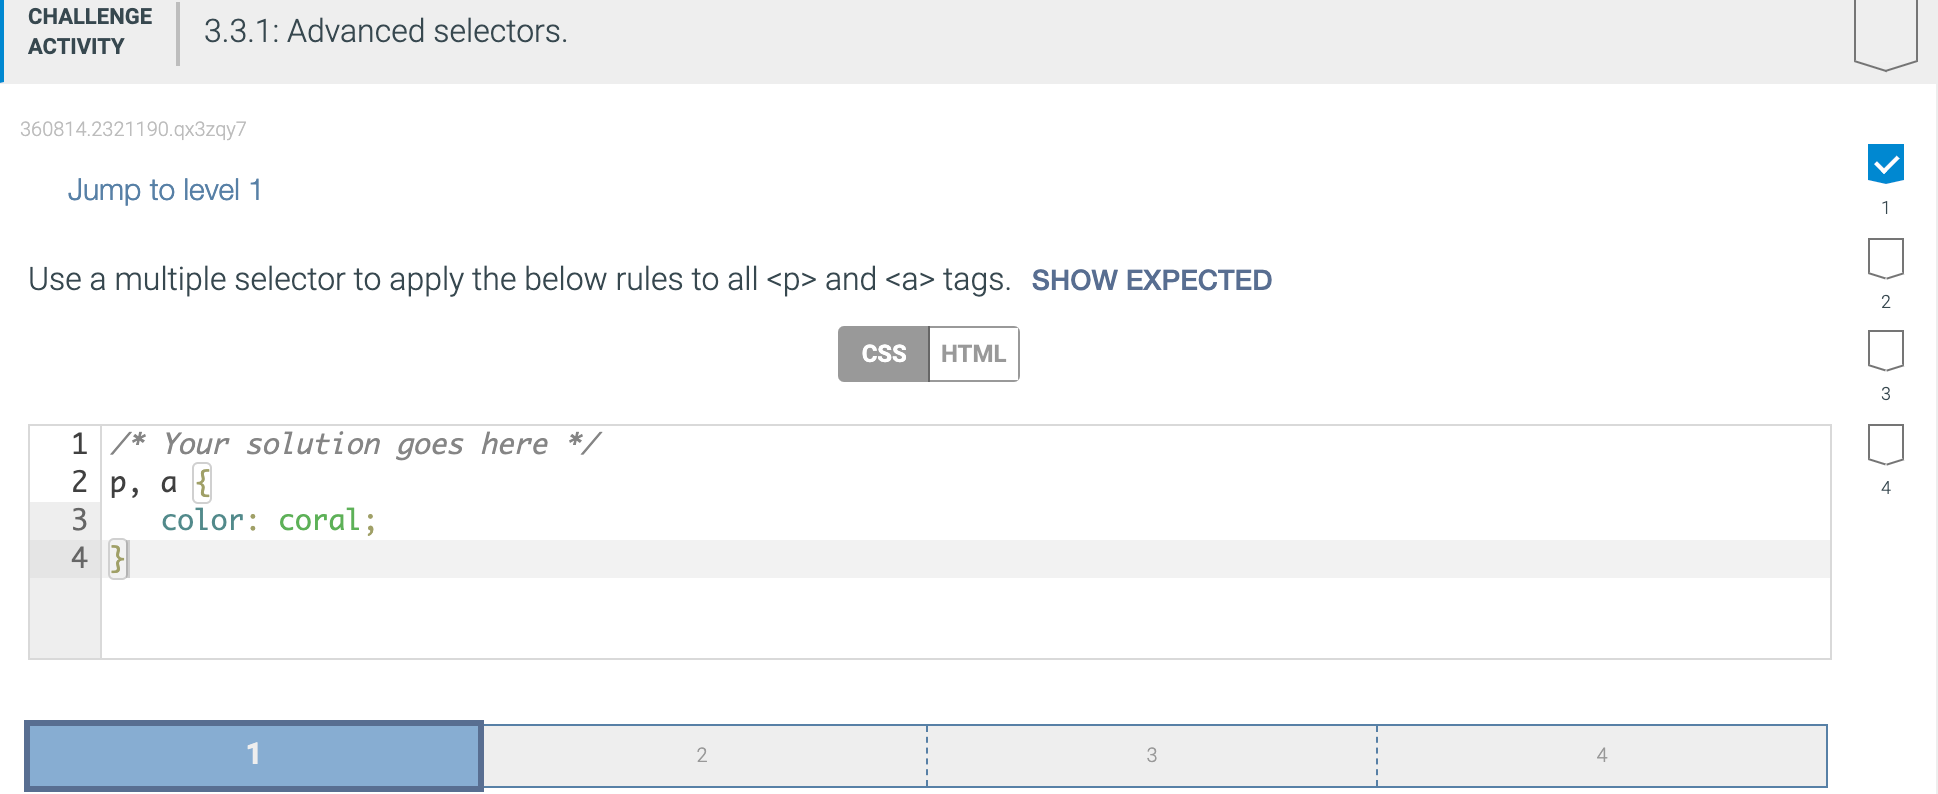 CHALLENGE
ACTIVITY
3.3.1: Advanced selectors.
360814.2321190.qx3zqy7
Jump to level 1
1
Use a multiple selector to apply the below rules to all <p> and <a> tags. SHOW EXPECTED
2
CSS HTML
3
1 /* Your solution goes here */
2 p, a {
3 color: coral;
4 }
4
1 2 3 4